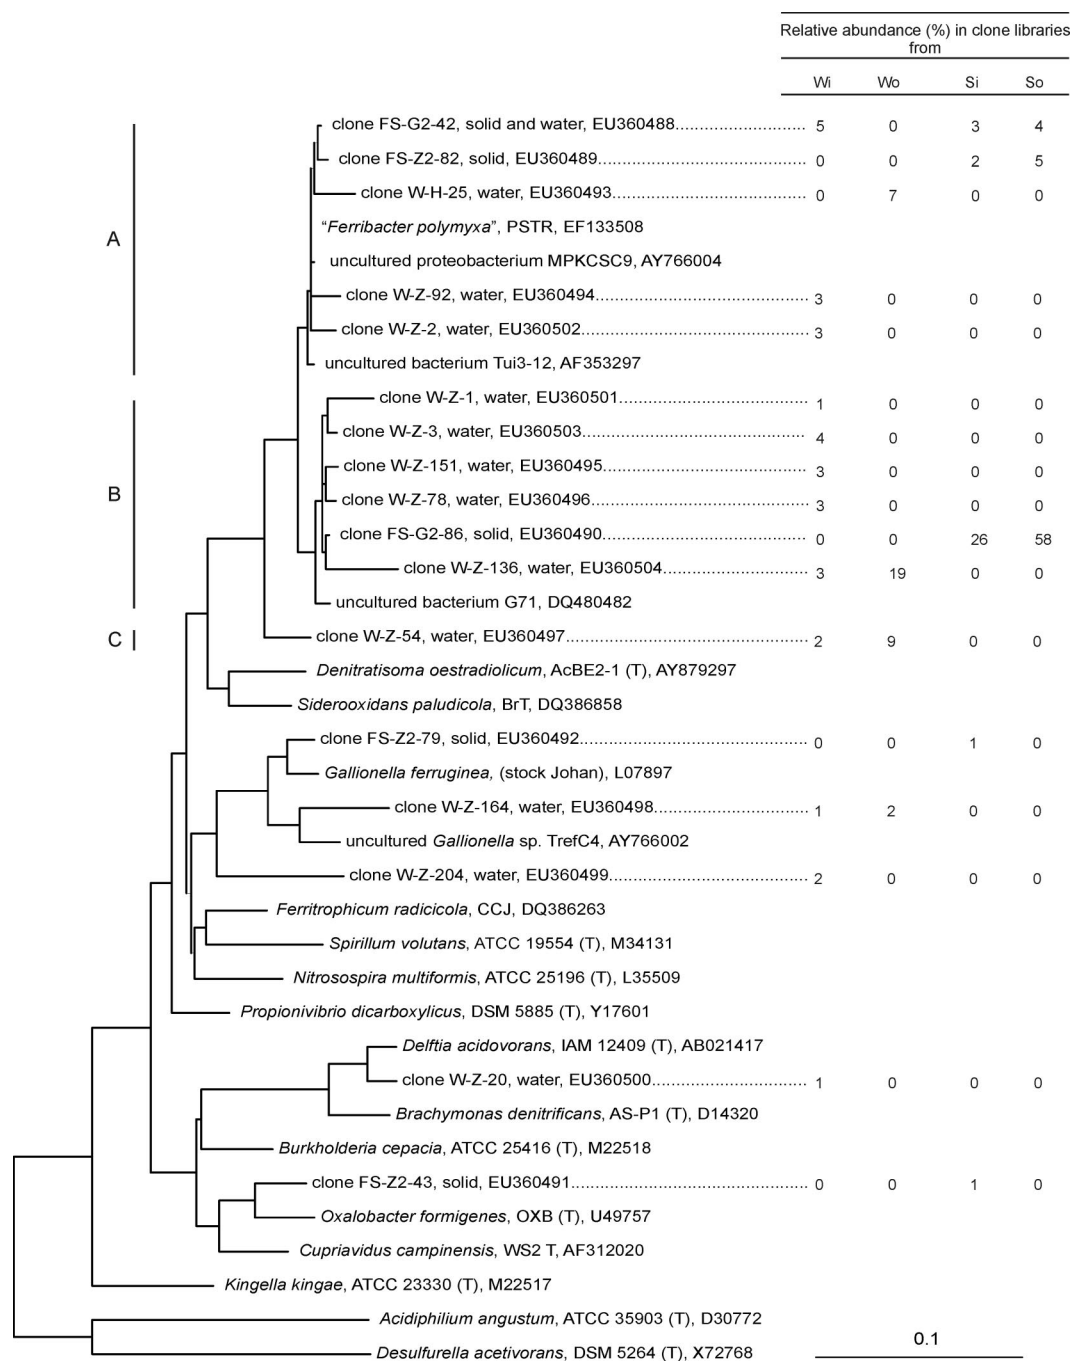 Relative abundance (%) in clone libraries
from
Wi Wo Si So
clone FS-G2-42, solid and water, EU360488 5 0 3 4
clone FS-Z2-82, solid, EU360489 0 0 2 5
clone W-H-25, water, EU360493 0 7 0 0
A
“Ferribacter polymyxa”, PSTR, EF133508
uncultured proteobacterium MPKCSC9, AY766004
clone W-Z-92, water, EU360494 3 0 0 0
clone W-Z-2, water, EU360502 3 0 0 0
uncultured bacterium Tui3-12, AF353297
clone W-Z-1, water, EU360501 1 0 0 0
clone W-Z-3, water, EU360503 4 0 0 0
clone W-Z-151, water, EU360495 3 0 0 0
B
clone W-Z-78, water, EU360496 3 0 0 0
clone FS-G2-86, solid, EU360490 0 0 26 58
clone W-Z-136, water, EU360504 3 19 0 0
uncultured bacterium G71, DQ480482
C clone W-Z-54, water, EU360497 2 9 0 0
Denitratisoma oestradiolicum, AcBE2-1 (T), AY879297
Siderooxidans paludicola, BrT, DQ386858
clone FS-Z2-79, solid, EU360492 0 0 1 0
Gallionella ferruginea, (stock Johan), L07897
clone W-Z-164, water, EU360498 1 2 0 0
uncultured Gallionella sp. TrefC4, AY766002
clone W-Z-204, water, EU360499 2 0 0 0
Ferritrophicum radicicola, CCJ, DQ386263
Spirillum volutans, ATCC 19554 (T), M34131
Nitrosospira multiformis, ATCC 25196 (T), L35509
Propionivibrio dicarboxylicus, DSM 5885 (T), Y17601
Delftia acidovorans, IAM 12409 (T), AB021417
clone W-Z-20, water, EU360500 1 0 0 0
Brachymonas denitrificans, AS-P1 (T), D14320
Burkholderia cepacia, ATCC 25416 (T), M22518
clone FS-Z2-43, solid, EU360491 0 0 1 0
Oxalobacter formigenes, OXB (T), U49757
Cupriavidus campinensis, WS2 T, AF312020
Kingella kingae, ATCC 23330 (T), M22517
Acidiphilium angustum, ATCC 35903 (T), D30772
0.1
Desulfurella acetivorans, DSM 5264 (T), X72768